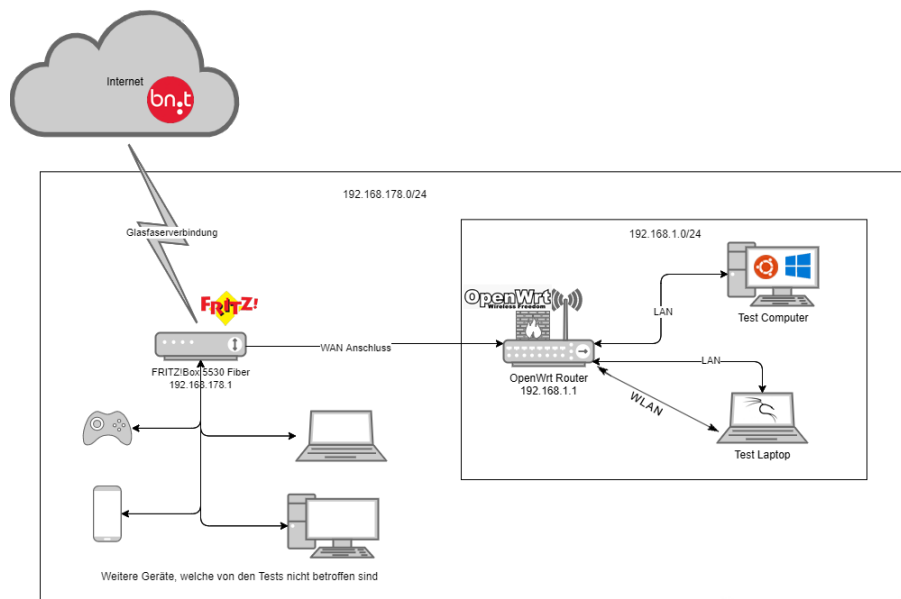 Internet
bn:t
192.168.178.0/24
Glasfaserverbindung
192.168.1.0/24
FRITZ!
OpenWrt
Wireless Freedom
LAN
Test Computer
WAN Anschluss
FRITZ!Box 5530 Fiber
192.168.178.1
OpenWrt Router
192.168.1.1
LAN
WLAN
Test Laptop
Weitere Geräte, welche von den Tests nicht betroffen sind